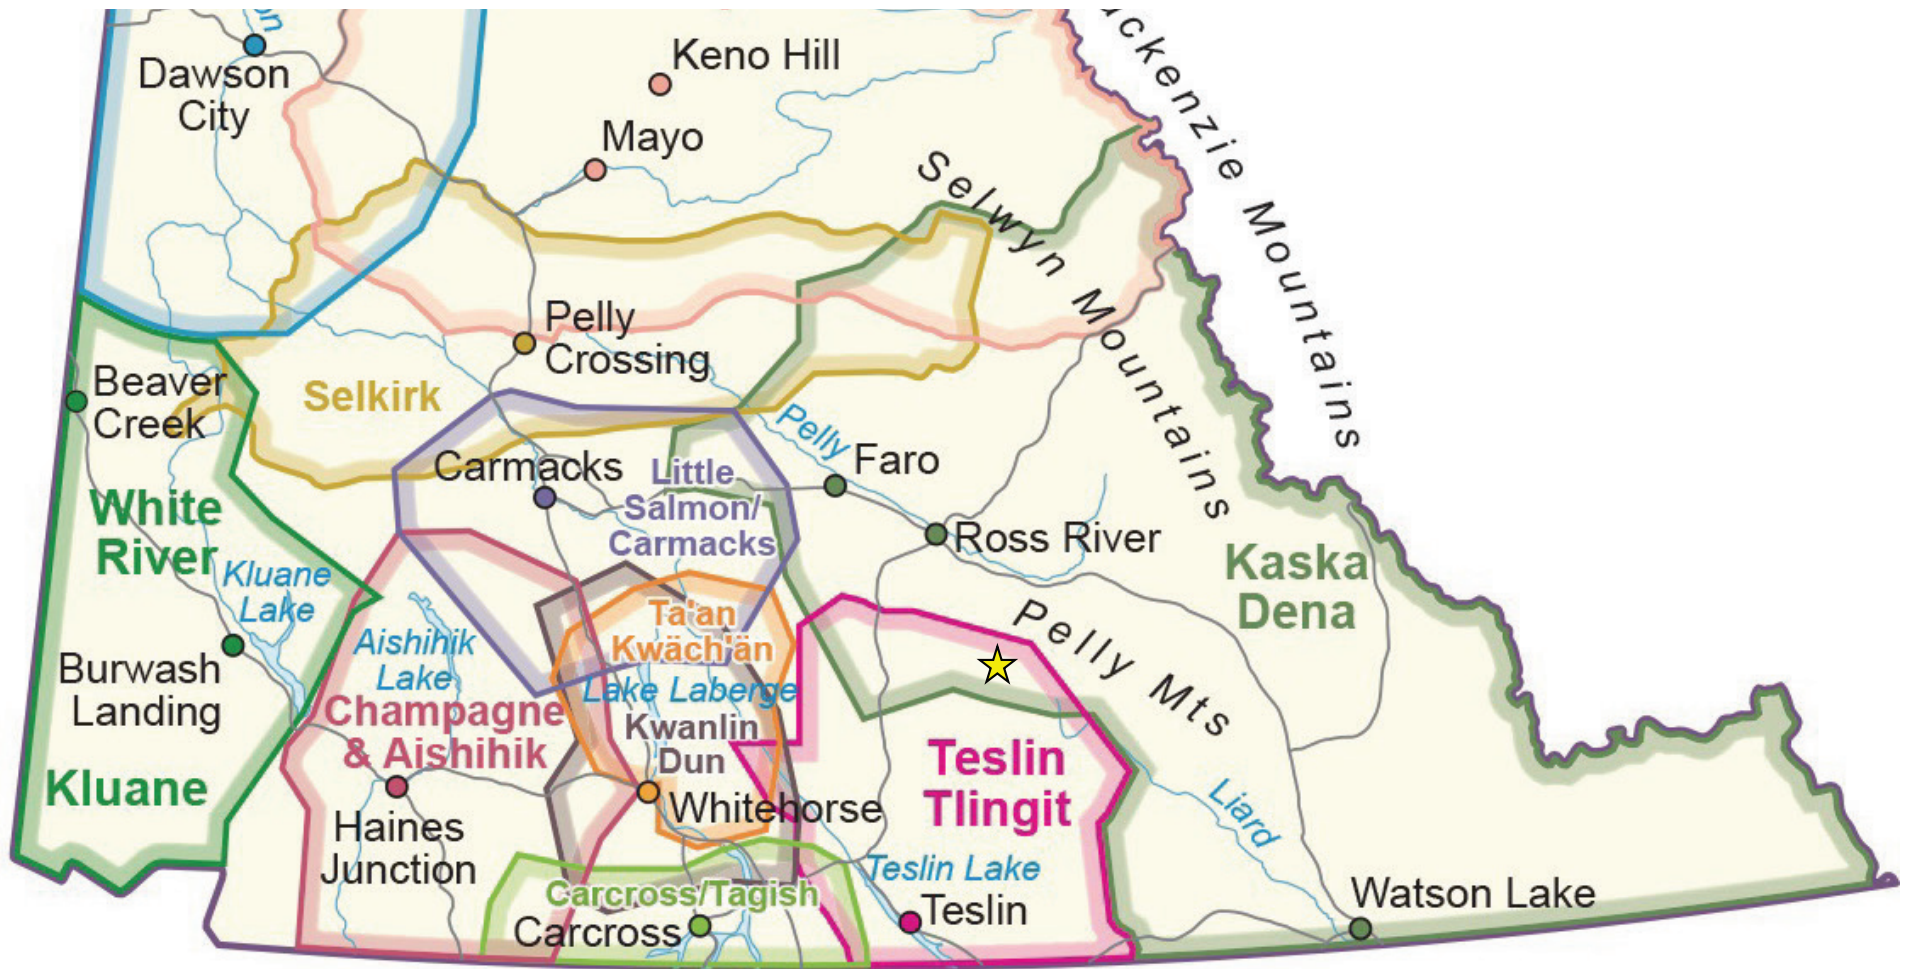 Dawson
City
Keno Hill
Mayo
Mackenzie Mountains
Selwyn Mountains
Pelly
Crossing
Beaver
Creek
Selkirk
Pelly
Faro
Carmacks
Little
Salmon/
Carmacks
White
River
Ross River
Kaska
Dena
Kluane
Lake
Aishihik
Lake
Ta'an
Kwäch'än
Pelly Mts
Burwash
Landing
Lake Laberge
Champagne
& Aishihik
Kwanlin
Dun
Teslin
Tlingit
Kluane
Whitehorse
Liard
Haines
Junction
Teslin Lake
Carcross/Tagish
Carcross
Teslin
Watson Lake